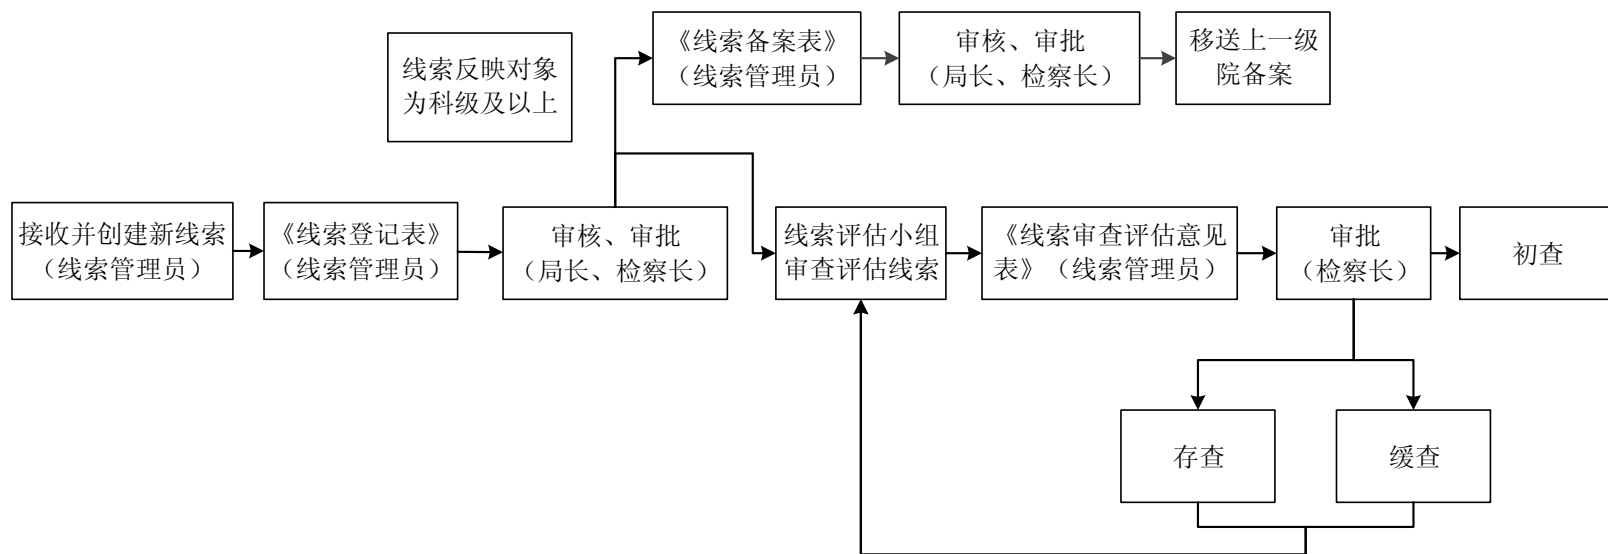 线索反映对象
为科级及以上
《线索备案表》
（线索管理员）
审核、审批
（局长、检察长）
移送上一级
院备案
接收并创建新线索
（线索管理员）
《线索登记表》
（线索管理员）
审核、审批
（局长、检察长）
线索评估小组
审查评估线索
《线索审查评估意见
表》（线索管理员）
审批
（检察长）
初查
存查
缓查